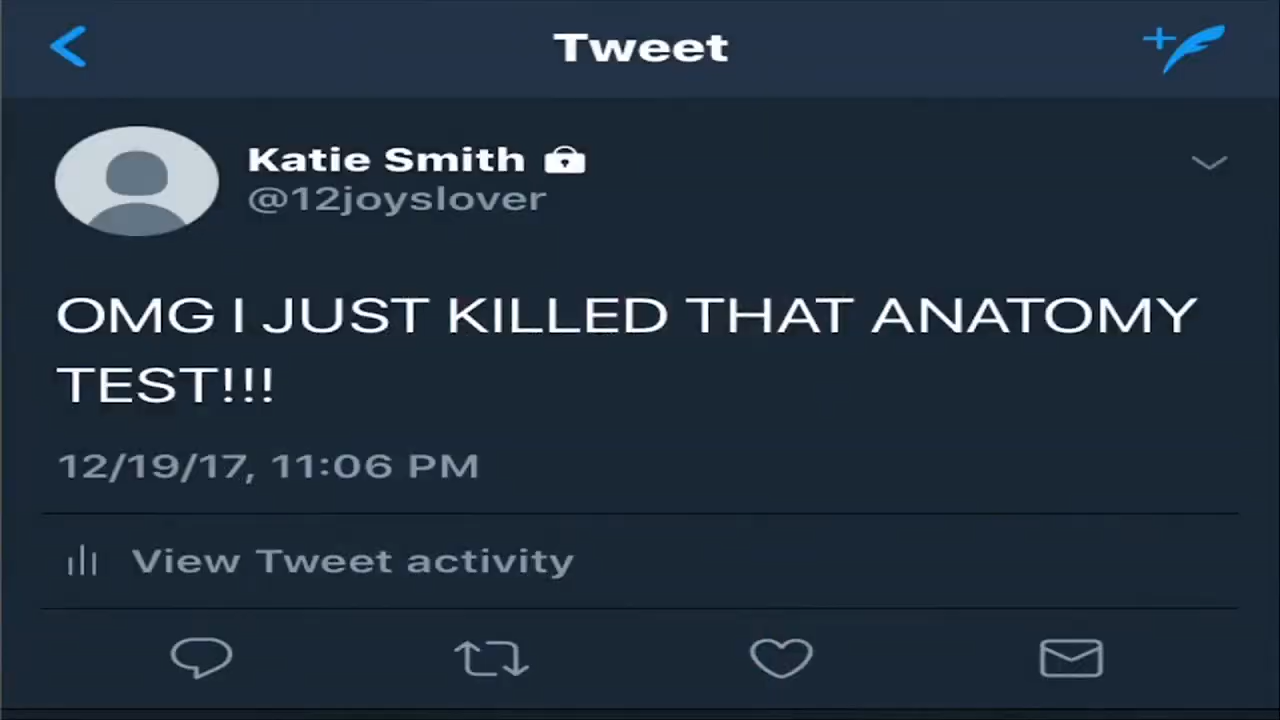 Tweet
Katie Smith
@12joyslover
OMG I JUST KILLED THAT ANATOMY
TEST!!!
12/19/17, 11:06 PM
View Tweet activity